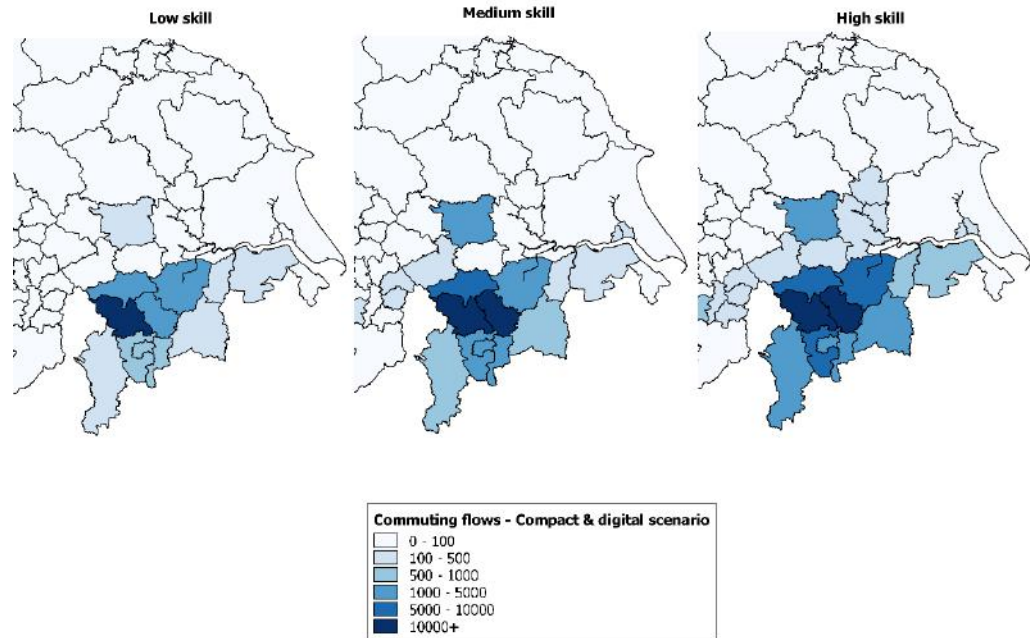 Low skill
Medium skill
High skill
Commuting flows - Compact & digital scenario
0 - 100
100 - 500
500 - 1000
1000 - 5000
5000 - 10000
10000+